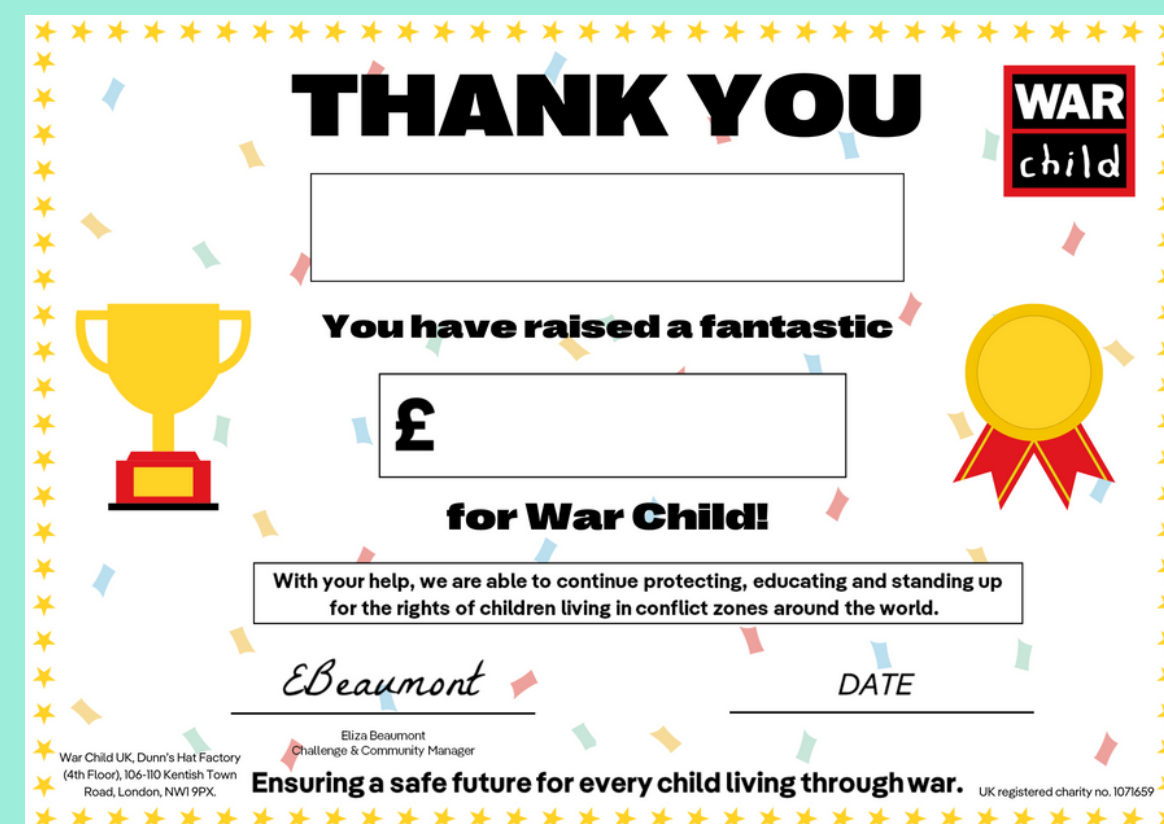 THANK YOU
WAR
child
You have raised a fantastic
£
for War Child!
With your help, we are able to continue protecting, educating and standing up
for the rights of children living in conflict zones around the world.
EBeaumont
DATE
Eliza Beaumont
Challenge & Community Manager
War Child UK, Dunn's Hat Factory
(4th Floor), 106-110 Kentish Town
Road, London, NW1 9PX.
Ensuring a safe future for every child living through war.
UK registered charity no. 1071659